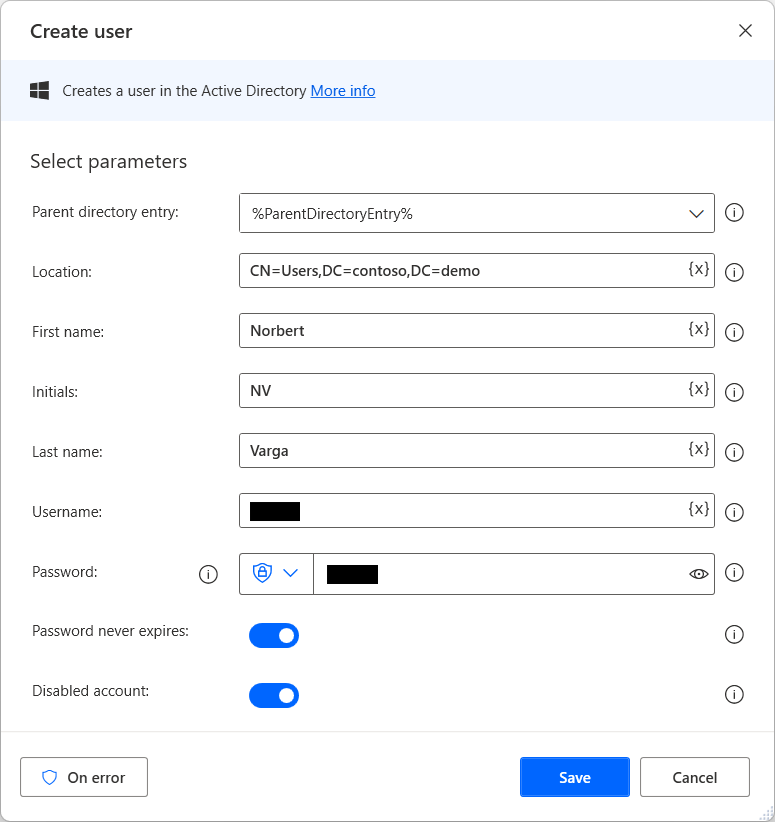 Create user
Creates a user in the Active Directory More info
Select parameters
Parent directory entry: %ParentDirectoryEntry%
Location: CN=Users,DC=contoso,DC=demo {x}
First name: Norbert {x}
Initials: NV {x}
Last name: Varga {x}
Username: {x}
Password:
Password never expires:
Disabled account:
On error Save Cancel